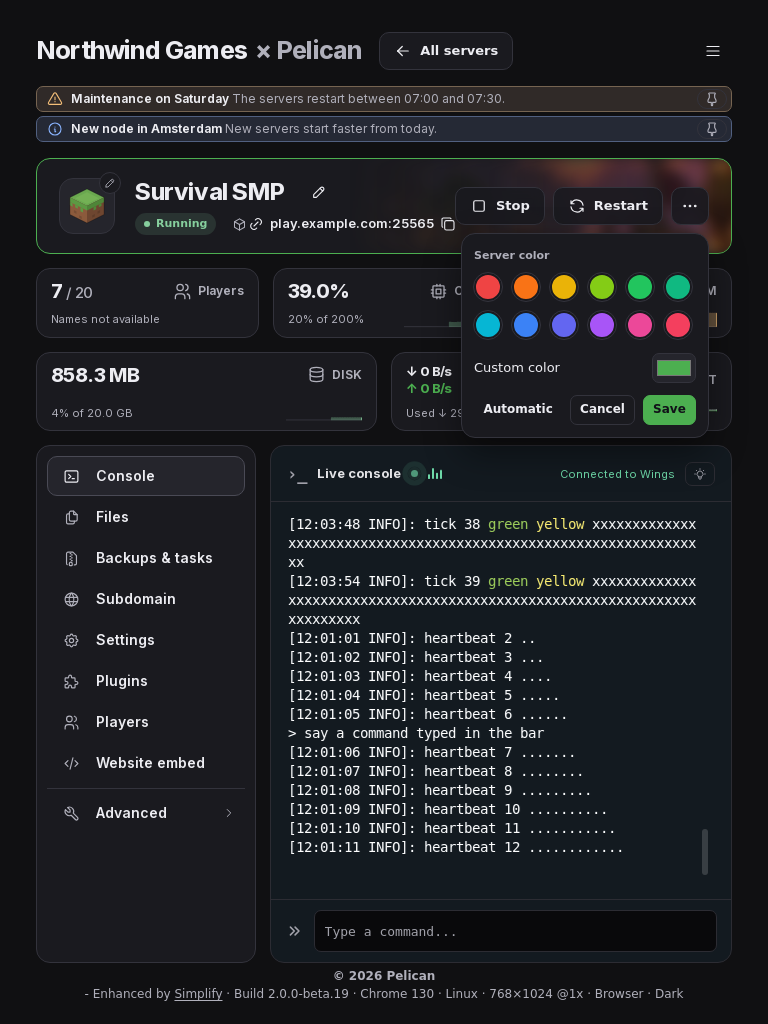 Northwind Games × Pelican
All servers
Maintenance on Saturday The servers restart between 07:00 and 07:30.
New node in Amsterdam New servers start faster from today.
Survival SMP
Stop
Restart
Running
play.example.com:25565
Server color
Custom color
Automatic
Cancel
Save
7 / 20
Players
Names not available
39.0%
20% of 200%
858.3 MB
DISK
4% of 20.0 GB
↓ 0 B/s
↑ 0 B/s
Used ↓ 29
Console
Files
Backups & tasks
Subdomain
Settings
Plugins
Players
Website embed
Advanced
Live console
Connected to Wings
[12:03:48 INFO]: tick 38 green yellow xxxxxxxxxxxxx
xxxxxxxxxxxxxxxxxxxxxxxxxxxxxxxxxxxxxxxxxxxxxxxxxxx
xx
[12:03:54 INFO]: tick 39 green yellow xxxxxxxxxxxxx
xxxxxxxxxxxxxxxxxxxxxxxxxxxxxxxxxxxxxxxxxxxxxxxxxxx
xxxxxxxxx
[12:01:01 INFO]: heartbeat 2 ..
[12:01:02 INFO]: heartbeat 3 ...
[12:01:03 INFO]: heartbeat 4 ....
[12:01:04 INFO]: heartbeat 5 .....
[12:01:05 INFO]: heartbeat 6 ......
> say a command typed in the bar
[12:01:06 INFO]: heartbeat 7 .......
[12:01:07 INFO]: heartbeat 8 ........
[12:01:08 INFO]: heartbeat 9 .........
[12:01:09 INFO]: heartbeat 10 ..........
[12:01:10 INFO]: heartbeat 11 ...........
[12:01:11 INFO]: heartbeat 12 ............
Type a command...
© 2026 Pelican
- Enhanced by Simplify · Build 2.0.0-beta.19 · Chrome 130 · Linux · 768×1024 @1x · Browser · Dark